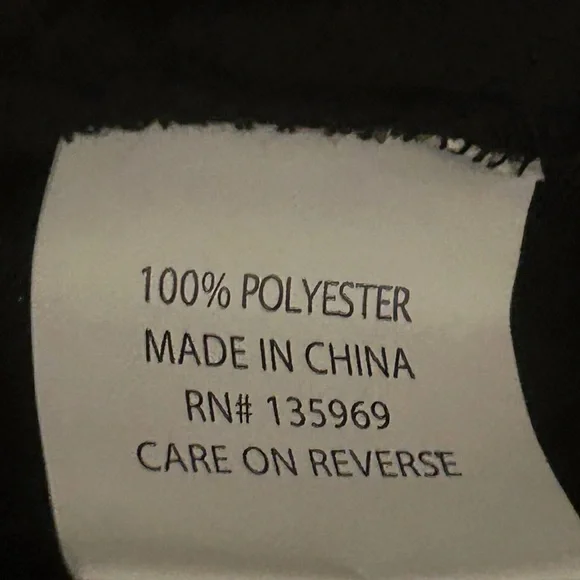 100% POLYESTER
MADE IN CHINA
RN# 135969
CARE ON REVERSE